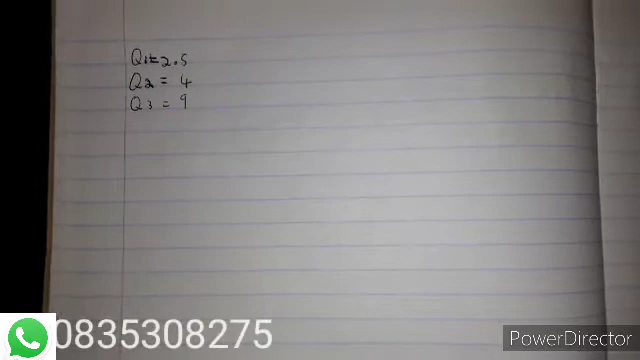 Q1= 2.5
Q2 = 4
Q3 = 9
0835308275
PowerDirector